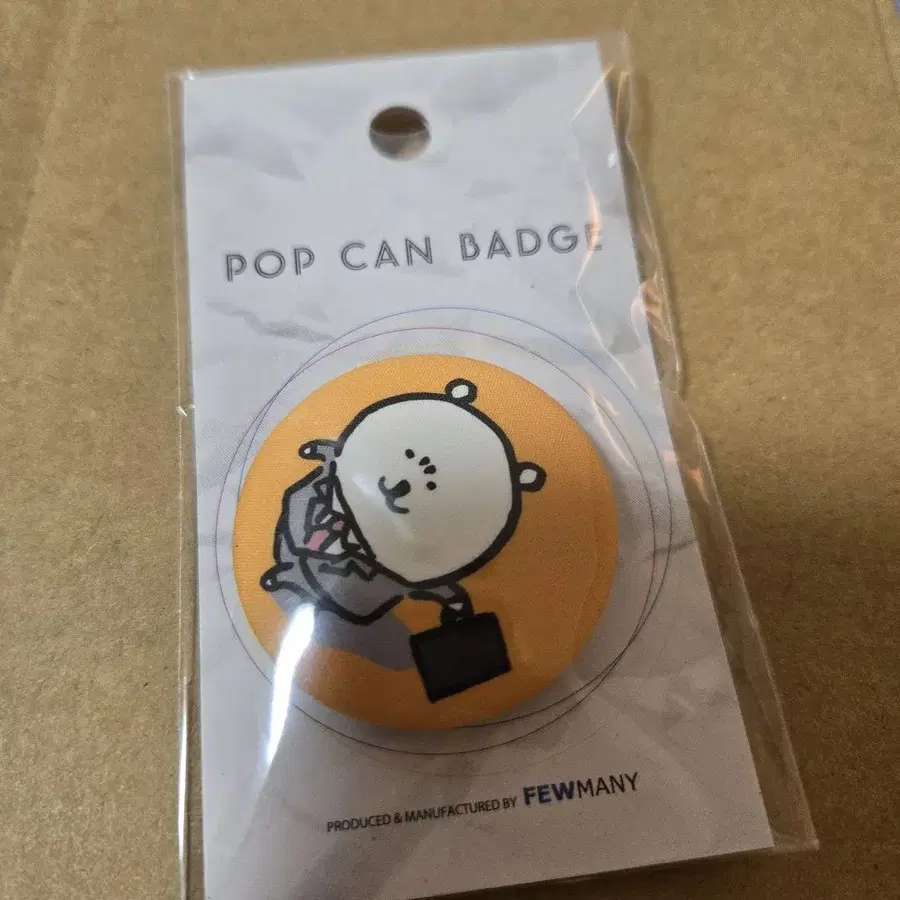 POP CAN BADGE
PRODUCED & MANUFACTURED BY FEWMANY